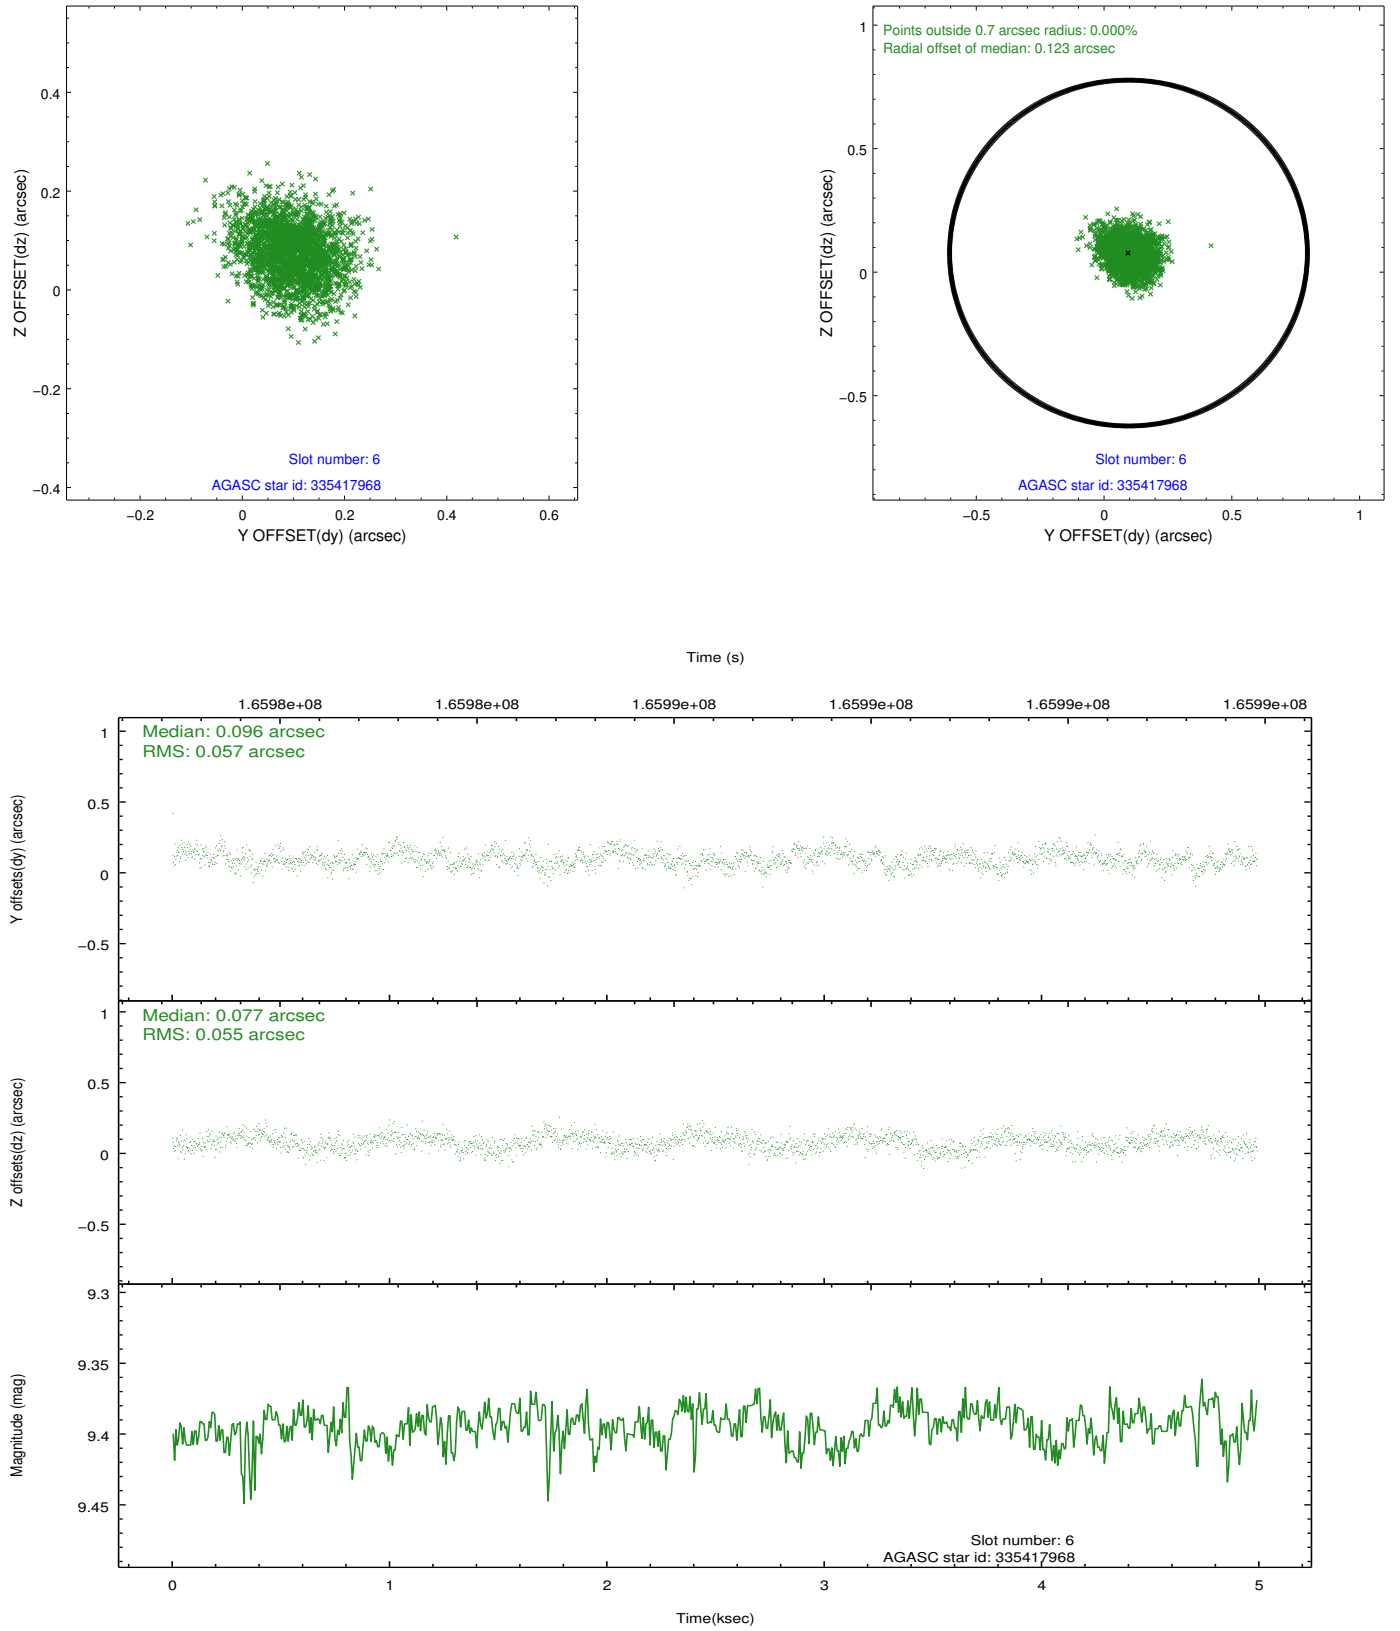 0.4
0.2
0
−0.2
−0.4
Z OFFSET(dz) (arcsec)
Slot number: 6
AGASC star id: 335417968
−0.2 0 0.2 0.4 0.6
Y OFFSET(dy) (arcsec)
Points outside 0.7 arcsec radius: 0.000%
Radial offset of median: 0.123 arcsec
1
0.5
0
−0.5
Z OFFSET(dz) (arcsec)
Slot number: 6
AGASC star id: 335417968
−0.5 0 0.5 1
Y OFFSET(dy) (arcsec)
Time (s)
1.6598e+08 1.6598e+08 1.6599e+08 1.6599e+08 1.6599e+08 1.6599e+08
Median: 0.096 arcsec
RMS: 0.057 arcsec
1
0.5
0
−0.5
Y offsets(dy) (arcsec)
Median: 0.077 arcsec
RMS: 0.055 arcsec
1
0.5
0
−0.5
Z offsets(dz) (arcsec)
9.3
9.35
9.4
9.45
Magnitude (mag)
Slot number: 6
AGASC star id: 335417968
0 1 2 3 4 5
Time(ksec)